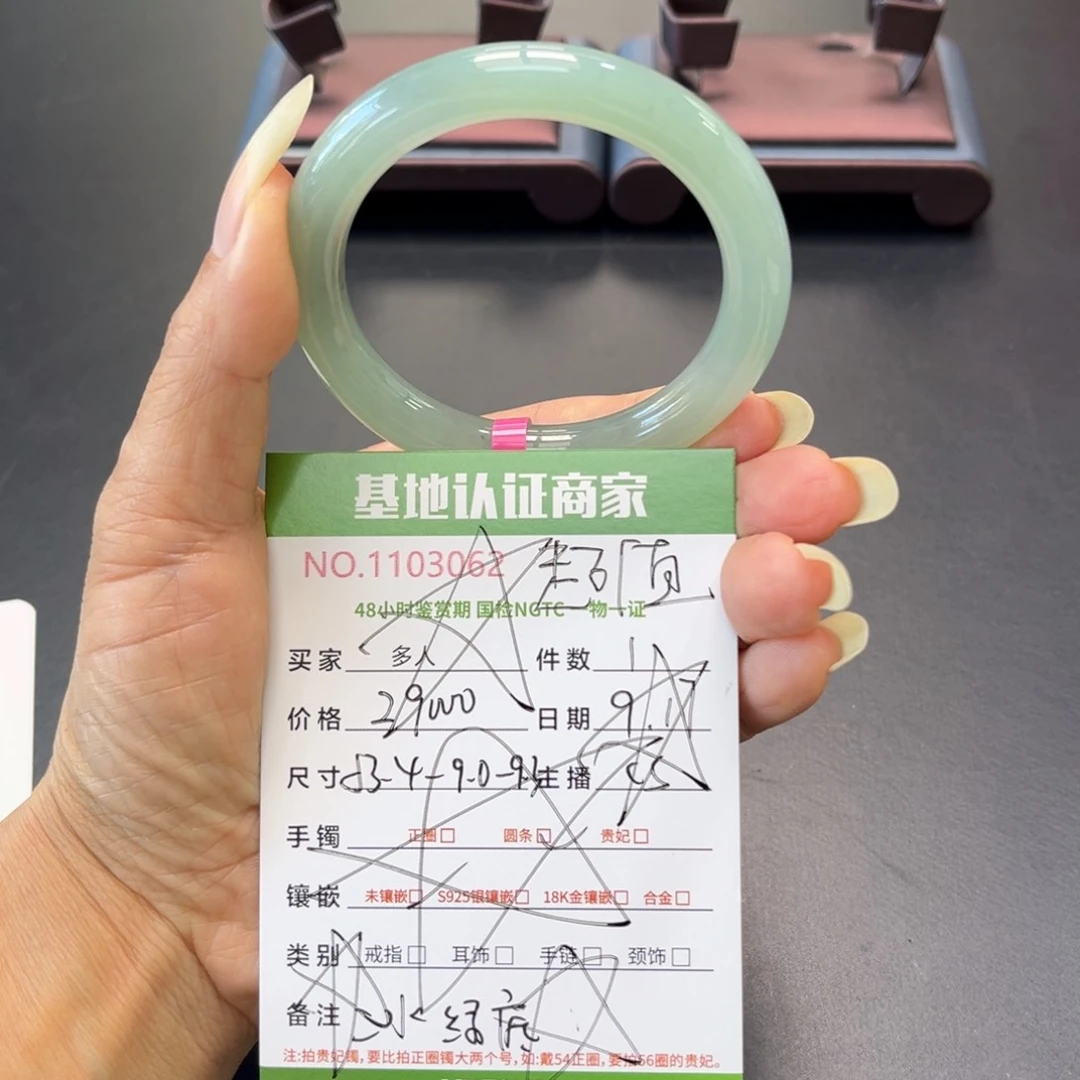 基地认证商家
NO.1103062 超值
48小时鉴赏期 国检NGTC一物一证
买家 多人 件数 1
价格 29000 日期 9.17
尺寸 53-4-9.0-9 主播
手镯 正圈□ 圆条□ 贵妃□
镶嵌 未镶嵌□ S925银镶嵌□ 18K金镶嵌□ 合金□
类别 戒指□ 耳饰□ 手链□ 颈饰□
备注 冰绿底
注:拍贵妃镯,要比拍正圈镯大两个号,如:戴54正圈,要拍56圈的贵妃。